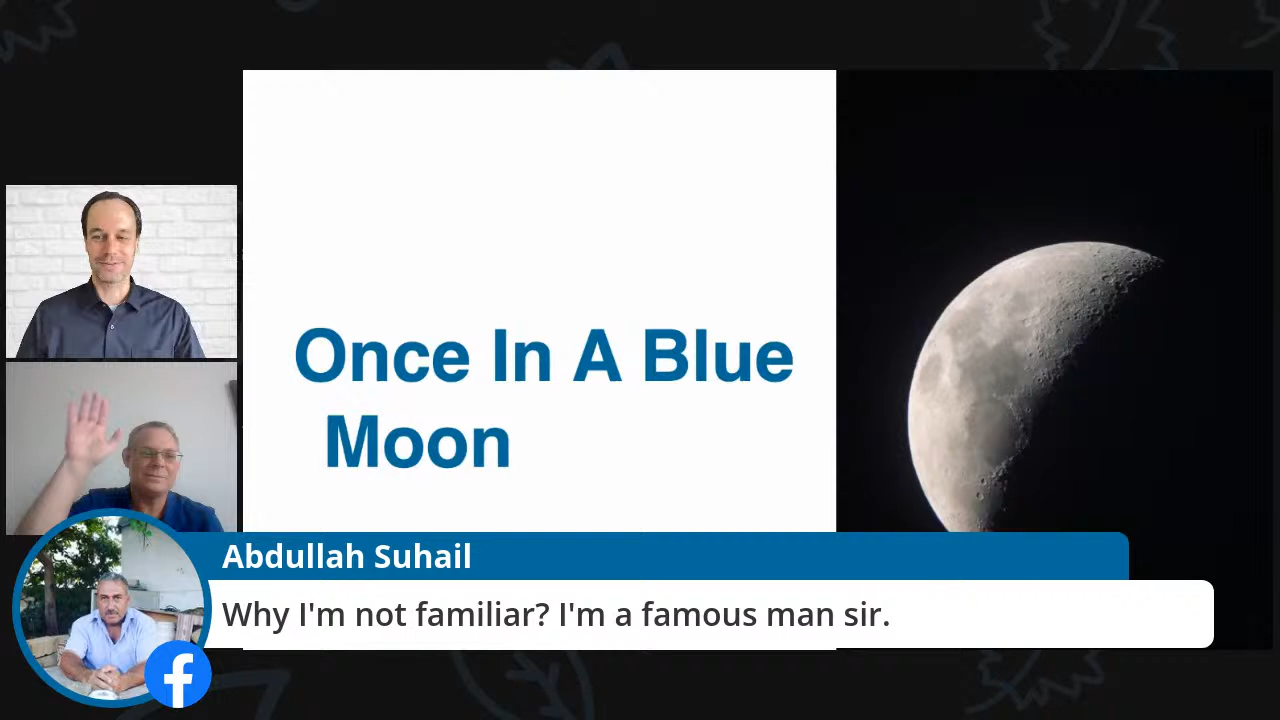 Once In A Blue
Moon
Abdullah Suhail
Why I'm not familiar? I'm a famous man sir.